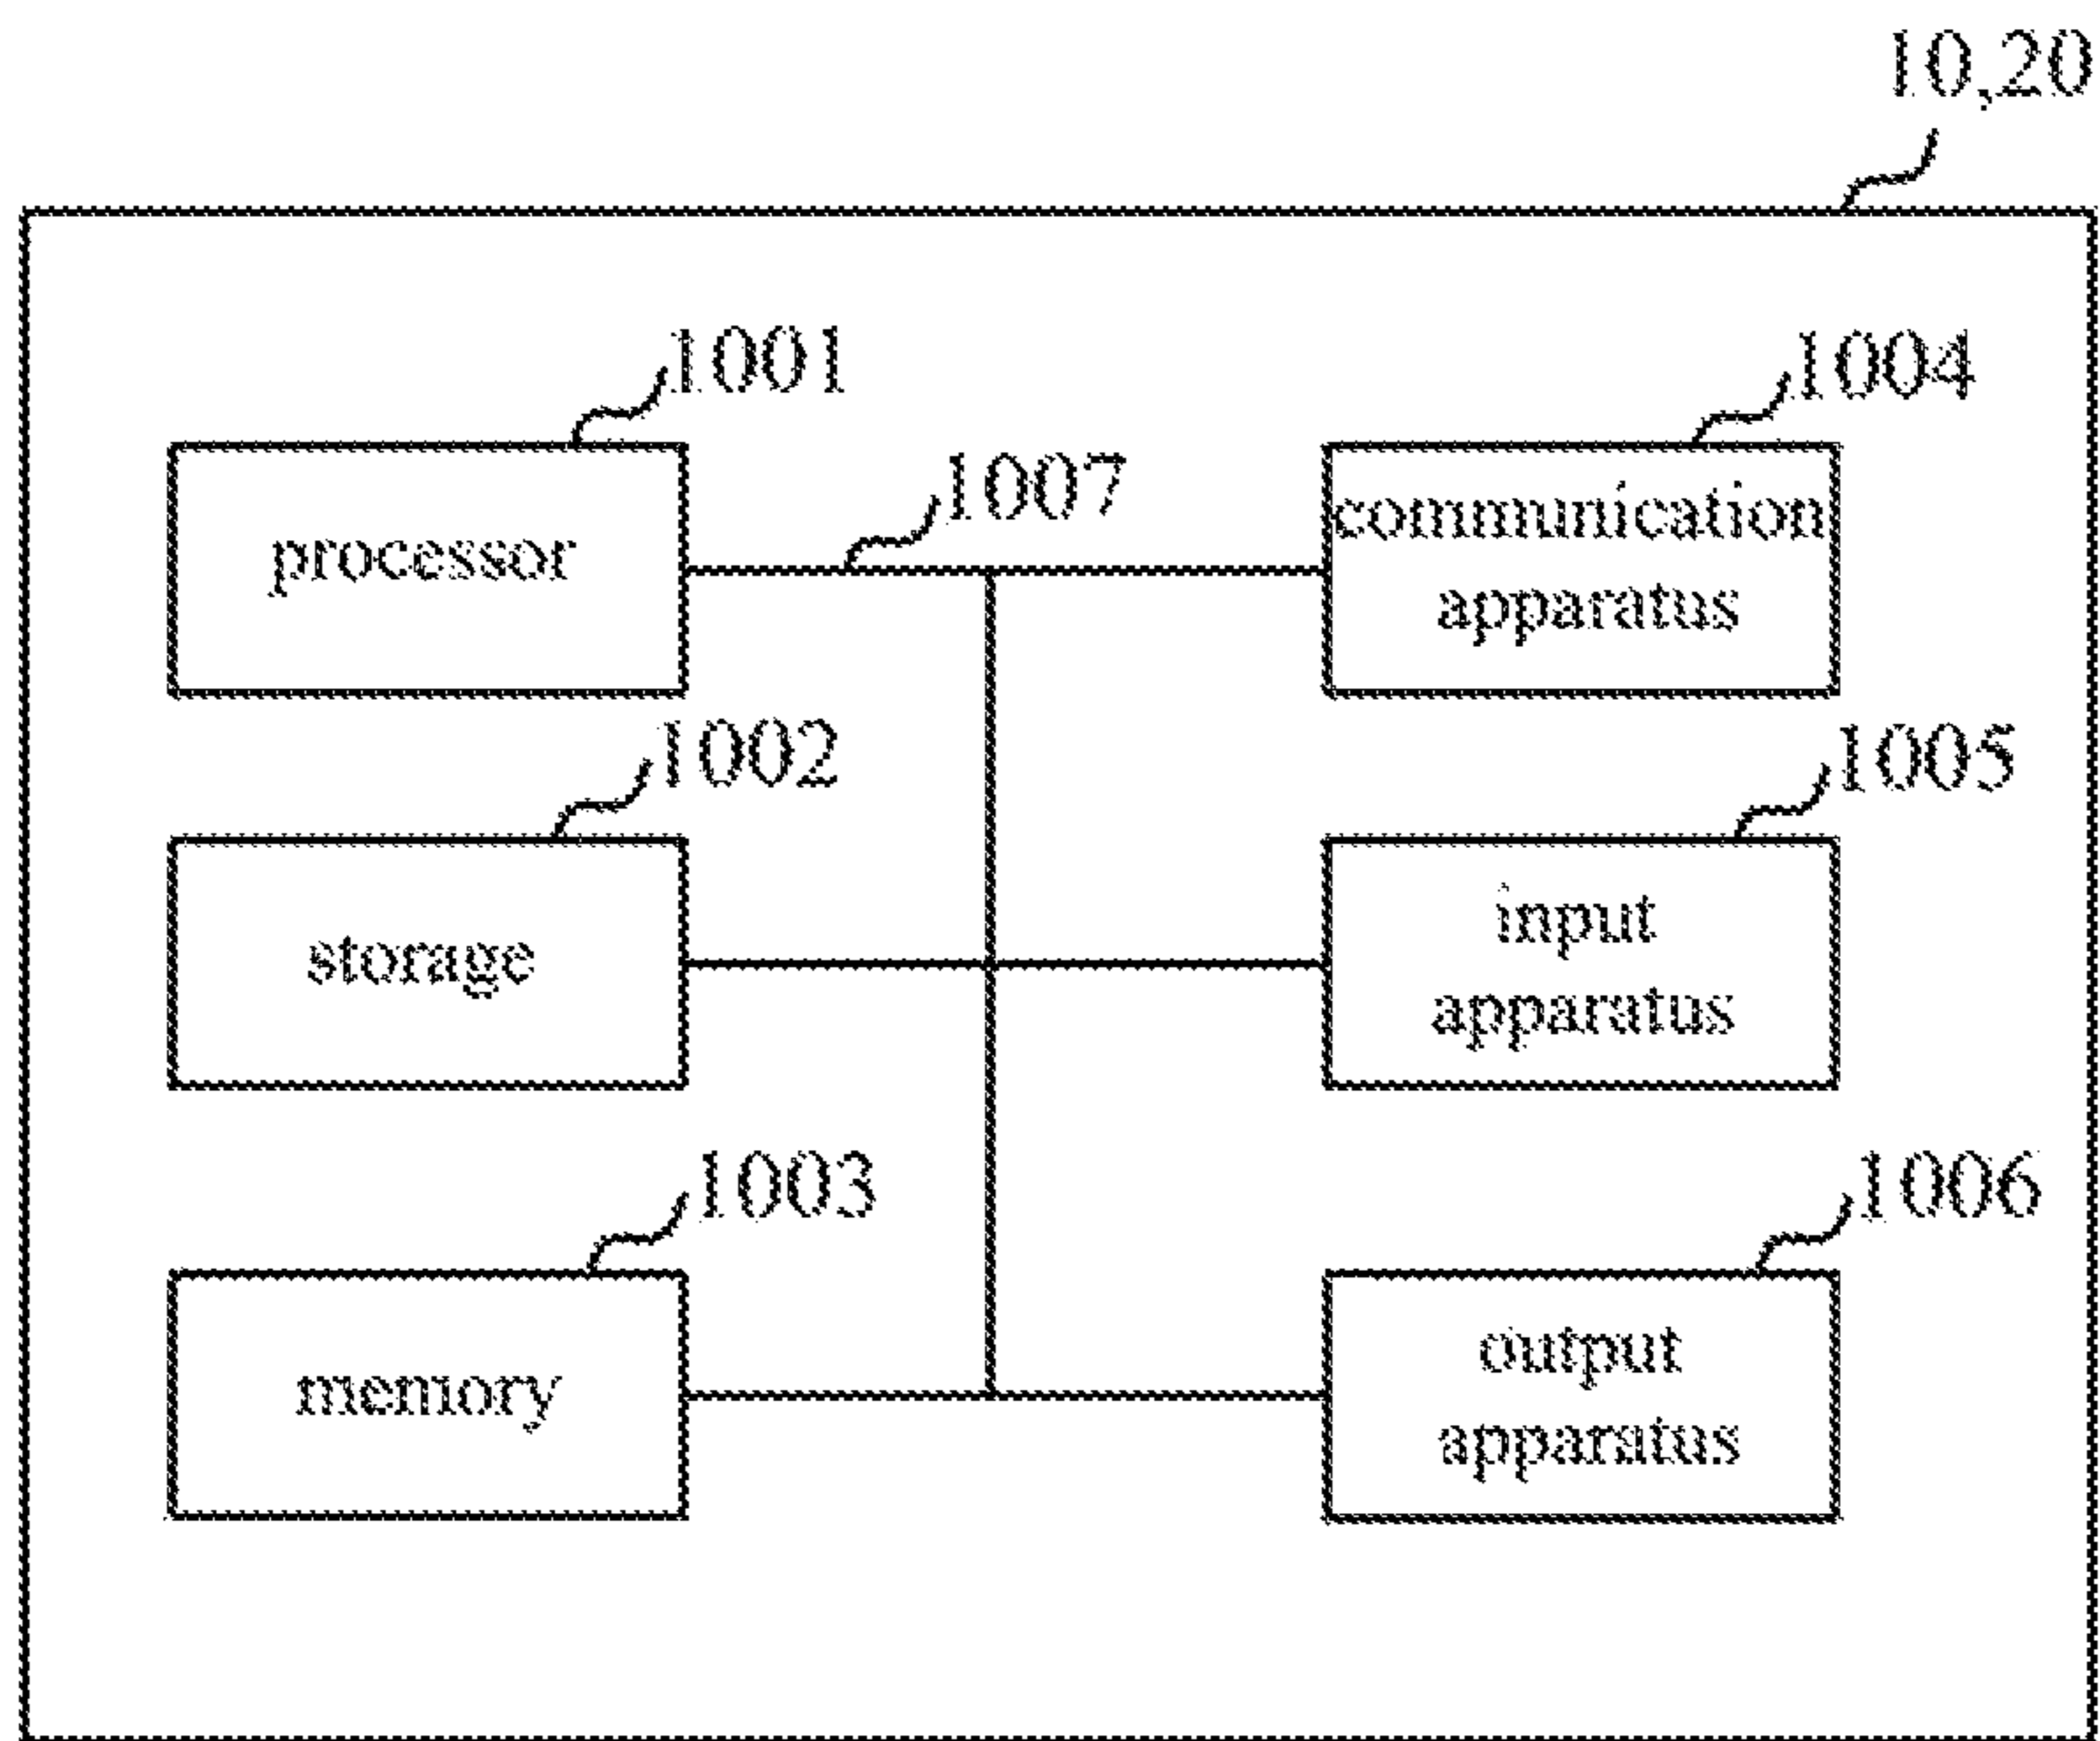 10,20
1001
1004
1007
processor
communication
apparatus
1002
1005
storage
input
apparatus
1003
1006
memory
output
apparatus